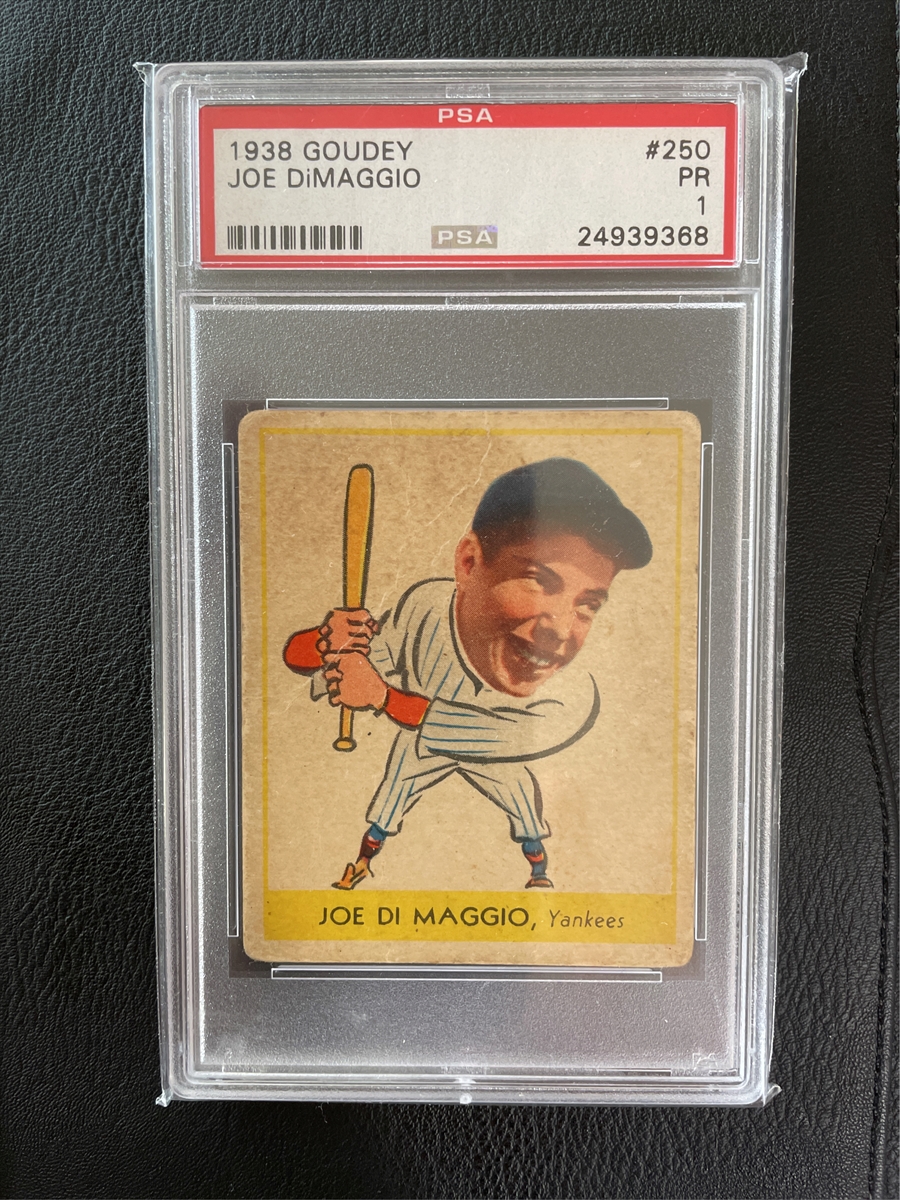 PSA
1938 GOUDEY #250
JOE DiMAGGIO PR
1
PSA 24939368
JOE DI MAGGIO, Yankees